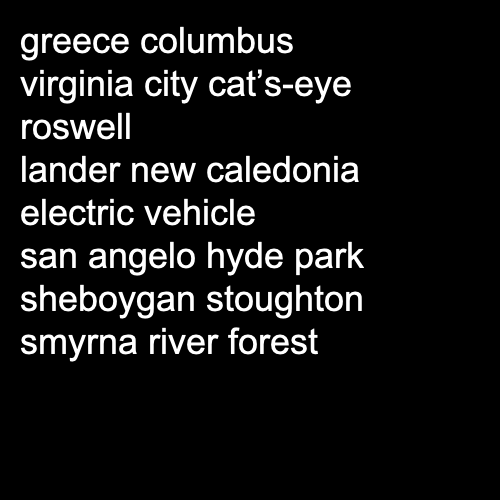 greece columbus
virginia city cat’s-eye
roswell
lander new caledonia
electric vehicle
san angelo hyde park
sheboygan stoughton
smyrna river forest